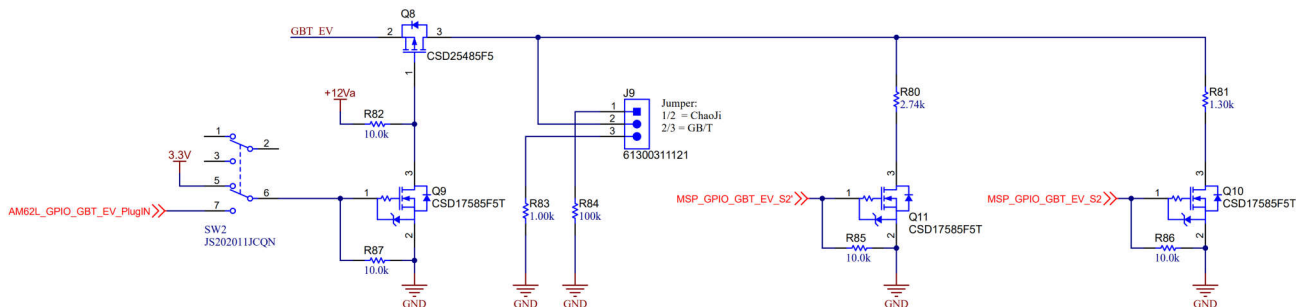 Q8
GBT_EV
2
3
CSD25485F5
1
+12Va
R82
10.0k
J9
1
2
3
Jumper:
1/2 = ChaoJi
2/3 = GB/T
61300311121
R80
2.74k
R81
1.30k
1
2
3
3.3V
5
6
AM62L_GPIO_GBT_EV_PlugIN
7
SW2
JS202011JCQN
3
Q9
1
CSD17585F5T
2
R87
10.0k
GND
R83
1.00k
GND
R84
100k
GND
MSP_GPIO_GBT_EV_S2'
3
1
Q11
CSD17585F5T
2
R85
10.0k
GND
MSP_GPIO_GBT_EV_S2
3
1
Q10
CSD17585F5T
2
R86
10.0k
GND